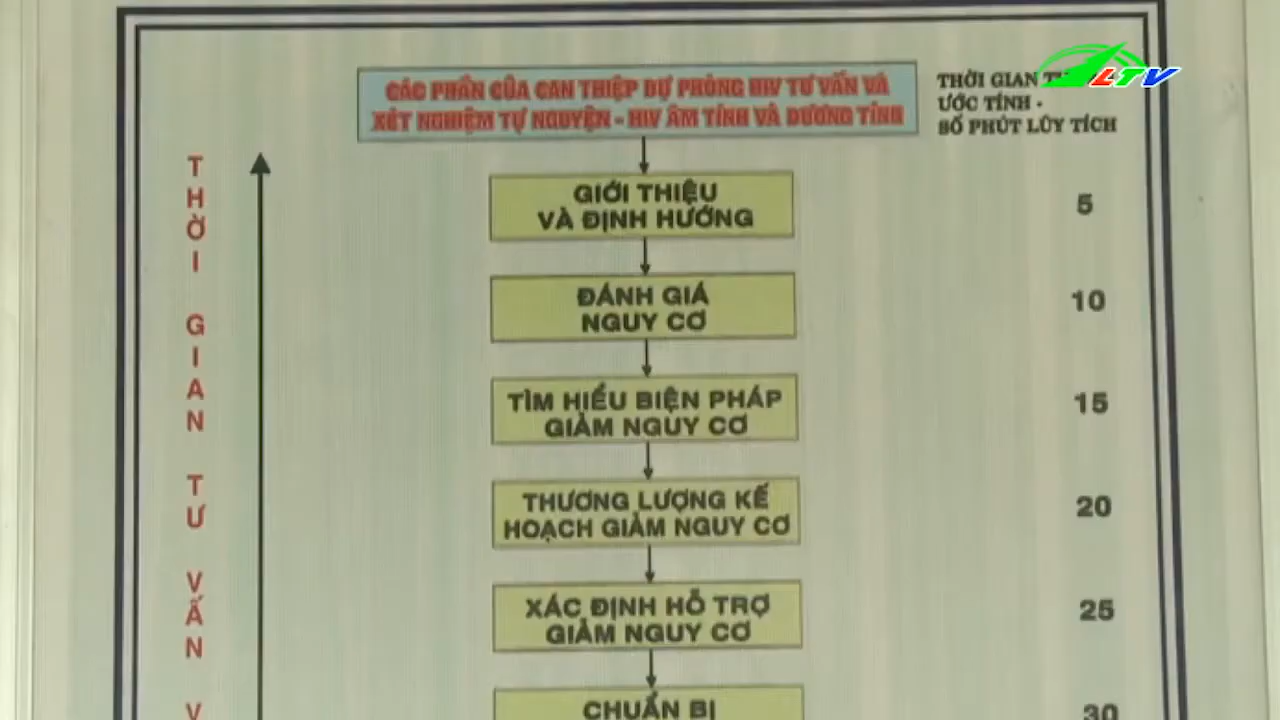 CÁC PHẦN CỦA CAN THIỆP DỰ PHÒNG HIV TƯ VẤN VÀ
XÉT NGHIỆM TỰ NGUYỆN - HIV ÂM TÍNH VÀ DƯƠNG TÍNH
THỜI GIAN
ƯỚC TÍNH -
SỐ PHÚT LŨY TÍCH
LTV
THỜI GIAN TƯ VẤN V
GIỚI THIỆU
VÀ ĐỊNH HƯỚNG
5
ĐÁNH GIÁ
NGUY CƠ
10
TÌM HIỂU BIỆN PHÁP
GIẢM NGUY CƠ
15
THƯƠNG LƯỢNG KẾ
HOẠCH GIẢM NGUY CƠ
20
XÁC ĐỊNH HỖ TRỢ
GIẢM NGUY CƠ
25
CHUẨN BỊ
30